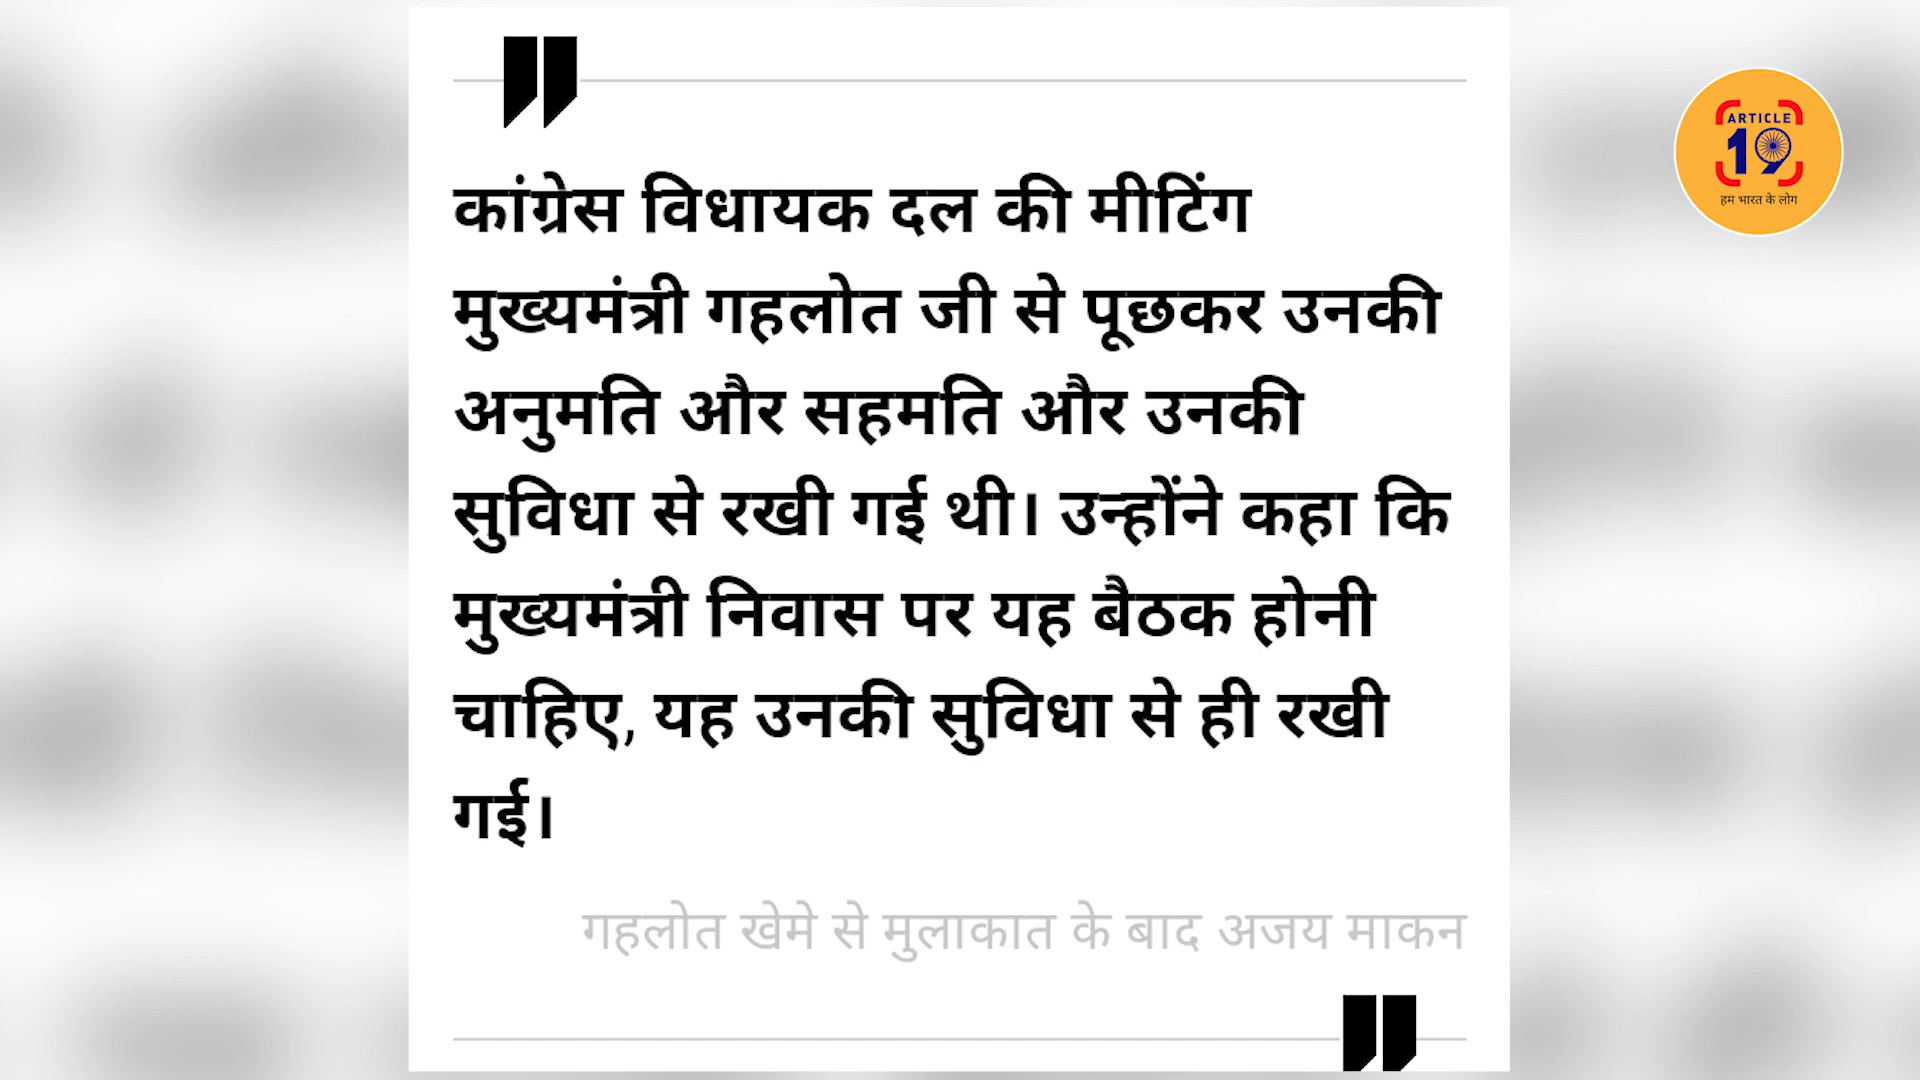 कांग्रेस विधायक दल की मीटिंग
मुख्यमंत्री गहलोत जी से पूछकर उनकी
अनुमति और सहमति और उनकी
सुविधा से रखी गई थी। उन्होंने कहा कि
मुख्यमंत्री निवास पर यह बैठक होनी
चाहिए, यह उनकी सुविधा से ही रखी
गई।
गहलोत खेमे से मुलाकात के बाद अजय माकन
ARTICLE
19
हम भारत के लोग